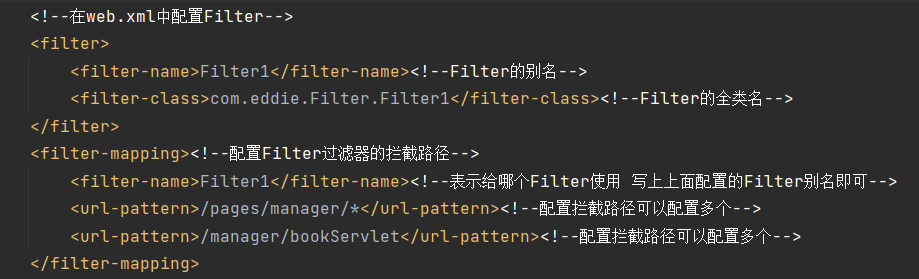 <!--在web.xml中配置Filter-->
<filter>
    <filter-name>Filter1</filter-name><!--Filter的别名-->
    <filter-class>com.eddie.Filter.Filter1</filter-class><!--Filter的全类名-->
</filter>
<filter-mapping><!--配置Filter过滤器的拦截路径-->
    <filter-name>Filter1</filter-name><!--表示给哪个Filter使用 写上上面配置的Filter别名即可-->
    <url-pattern>/pages/manager/*</url-pattern><!--配置拦截路径可以配置多个-->
    <url-pattern>/manager/bookServlet</url-pattern><!--配置拦截路径可以配置多个-->
</filter-mapping>